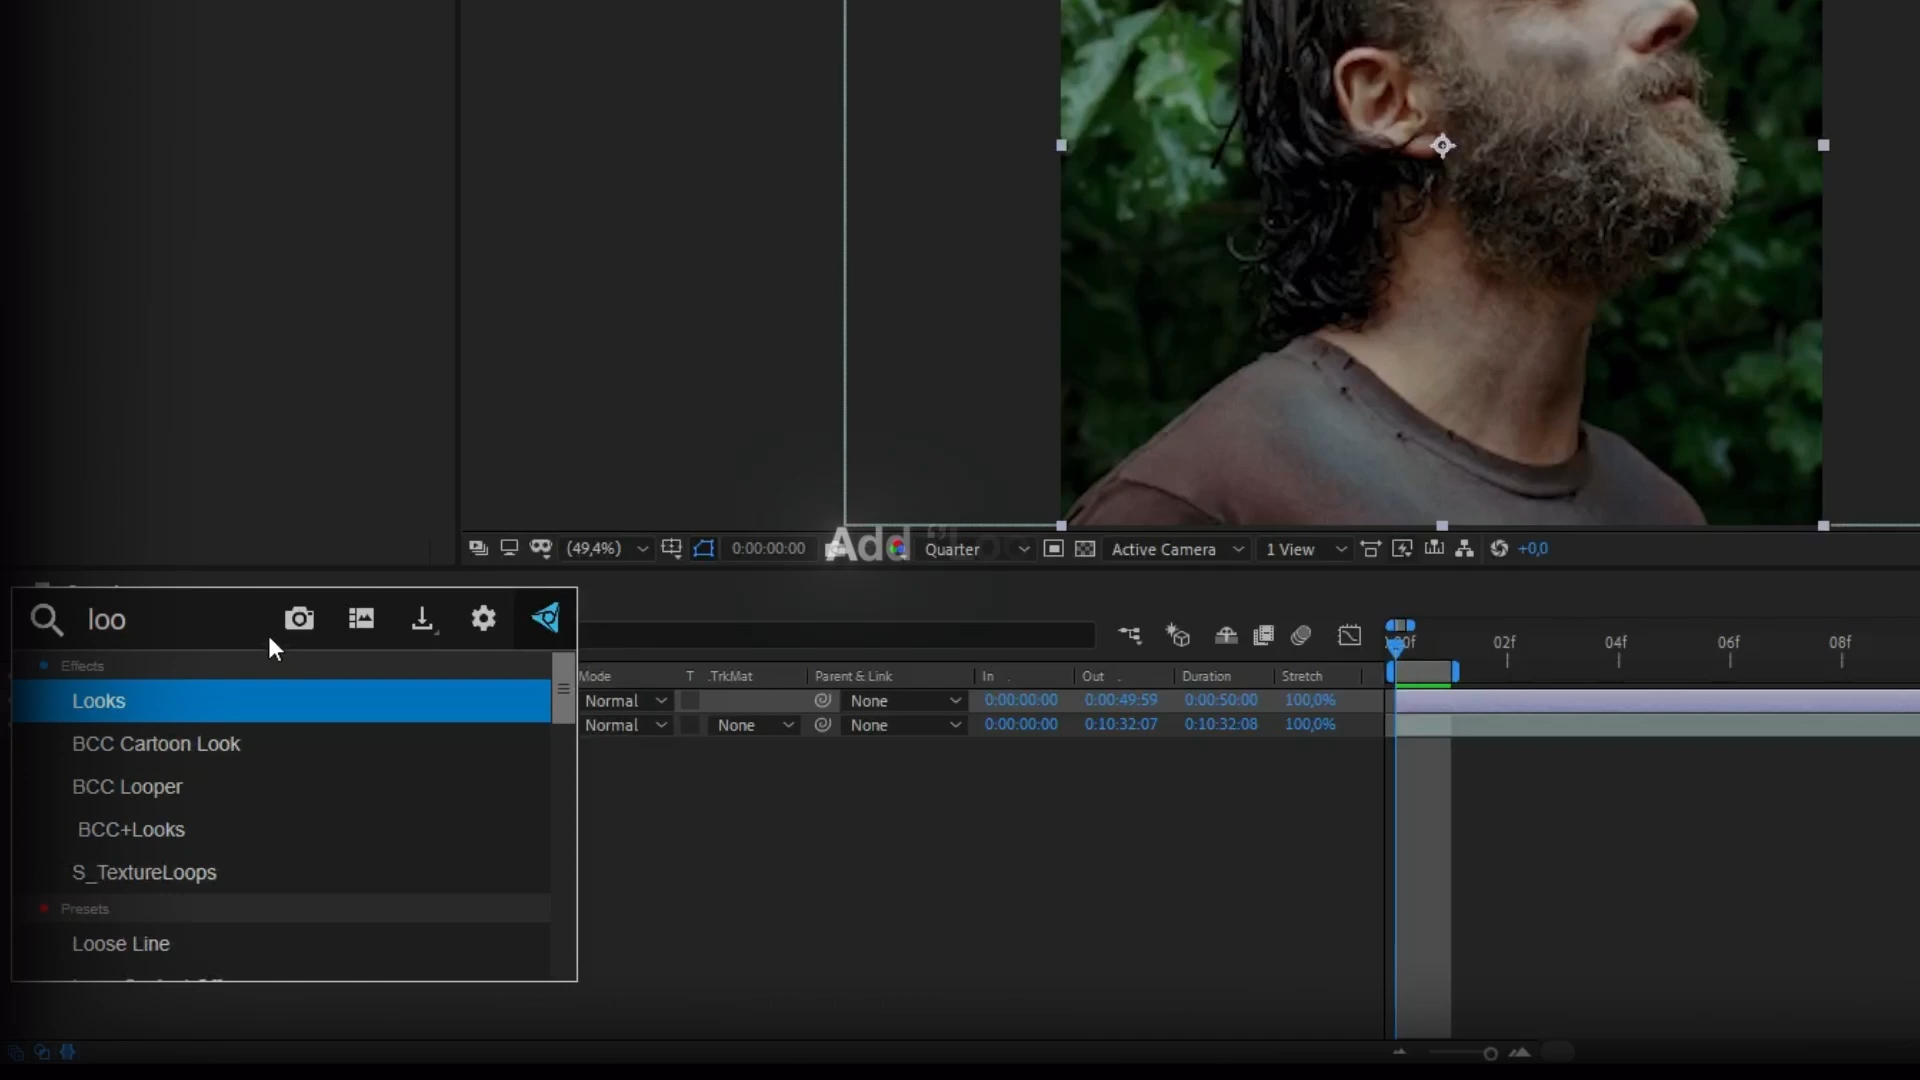 (49,4%)
0:00:00:00
Add
Quarter
Active Camera
1 View
+0,0
loo
Effects
Looks
BCC Cartoon Look
BCC Looper
BCC+Looks
S_TextureLoops
Presets
Loose Line
Mode T .TrkMat Parent & Link In Out Duration Stretch
Normal None 0:00:00:00 0:00:49:59 0:00:50:00 100,0%
Normal None None 0:00:00:00 0:10:32:07 0:10:32:08 100,0%
02f 04f 06f 08f